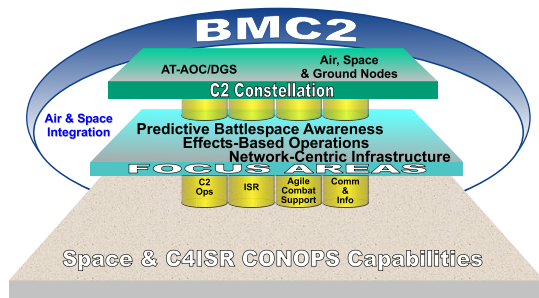 BMC2
AT-AOC/DGS
Air, Space
& Ground Nodes
C2 Constellation
Air & Space
Integration
Predictive Battlespace Awareness
Effects-Based Operations
Network-Centric Infrastructure
FOCUS AREAS
C2
Ops
ISR
Agile
Combat
Support
Comm
&
Info
Space & C4ISR CONOPS Capabilities